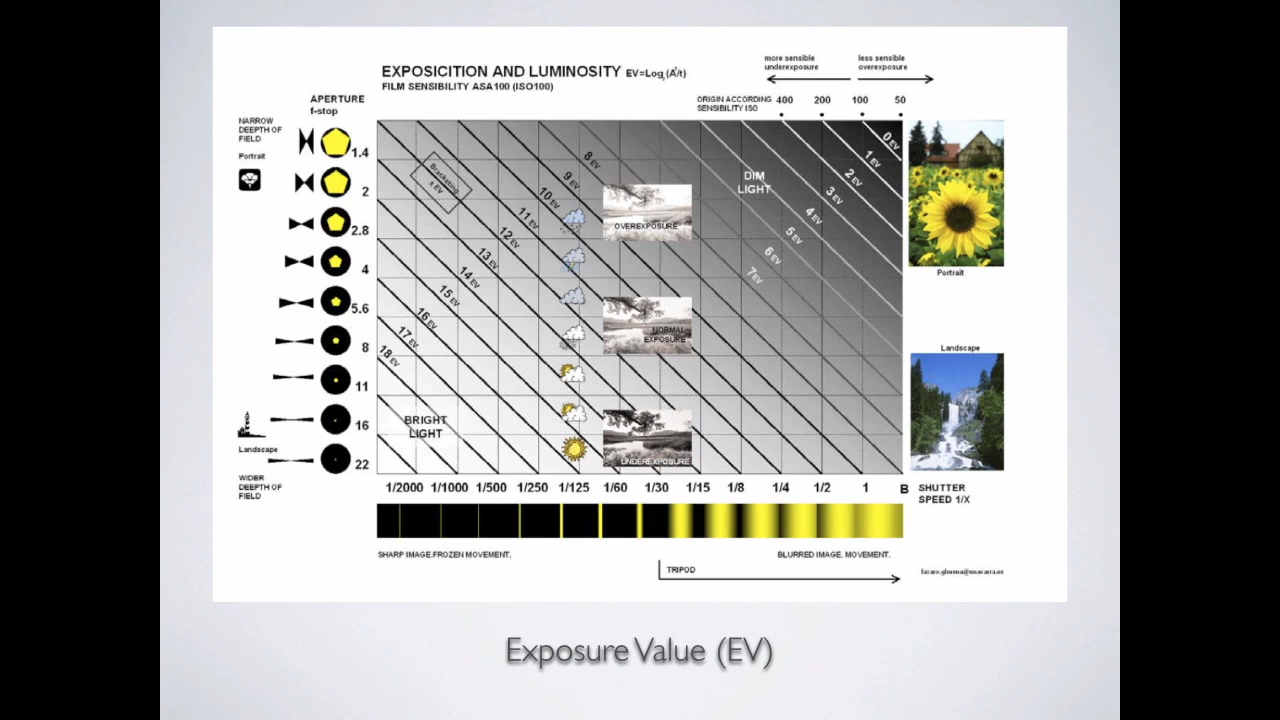 EXPOSICITION AND LUMINOSITY EV=Log₂(A²/t)
FILM SENSIBILITY ASA100 (ISO100)
more sensible
underexposure
less sensible
overexposure
ORIGIN ACCORDING
SENSIBILITY ISO
400 200 100 50
APERTURE
f-stop
NARROW
DEEPTH OF
FIELD
Portrait
1.4
2
2.8
4
5.6
8
11
16
22
Landscape
WIDER
DEEPTH OF
FIELD
Bracketing
± EV
0 EV
1 EV
2 EV
3 EV
4 EV
5 EV
6 EV
7 EV
8 EV
9 EV
10 EV
11 EV
12 EV
13 EV
14 EV
15 EV
16 EV
17 EV
18 EV
DIM
LIGHT
OVEREXPOSURE
NORMAL
EXPOSURE
UNDEREXPOSURE
BRIGHT
LIGHT
Portrait
Landscape
1/2000 1/1000 1/500 1/250 1/125 1/60 1/30 1/15 1/8 1/4 1/2 1 B
SHUTTER
SPEED 1/X
SHARP IMAGE.FROZEN MOVEMENT.
BLURRED IMAGE. MOVEMENT.
TRIPOD
Exposure Value (EV)